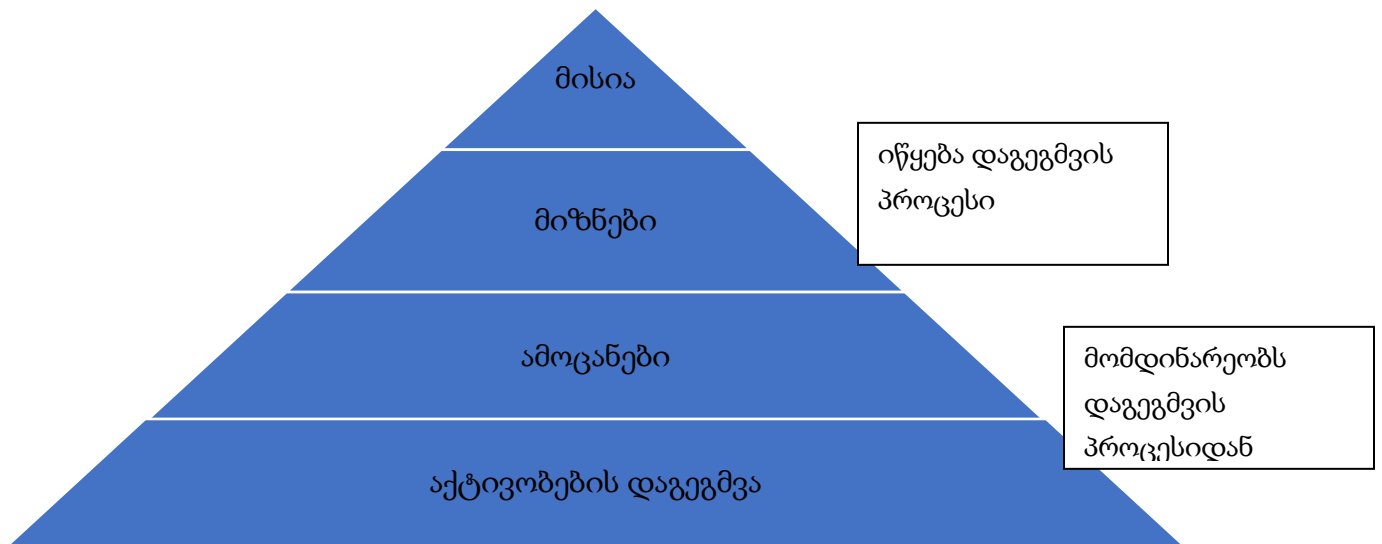 მისია
იწყება დაგეგმვის
პროცესი
მიზნები
ამოცანები
მომდინარეობს
დაგეგმვის
პროცესიდან
აქტივობების დაგეგმვა